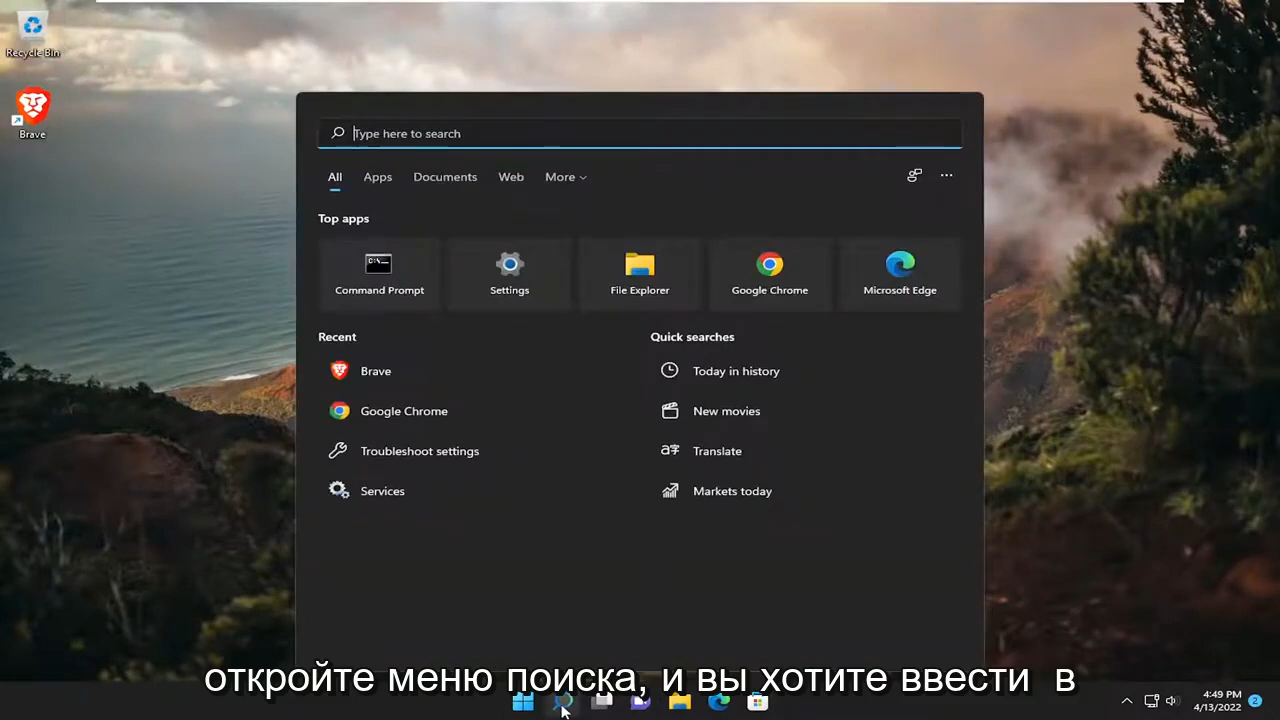 Recycle Bin
Brave
Type here to search
All Apps Documents Web More
Top apps
Command Prompt Settings File Explorer Google Chrome Microsoft Edge
Recent
Brave
Google Chrome
Troubleshoot settings
Services
Quick searches
Today in history
New movies
Translate
Markets today
откройте меню поиска, и вы хотите ввести в
4:49 PM
4/13/2022
2